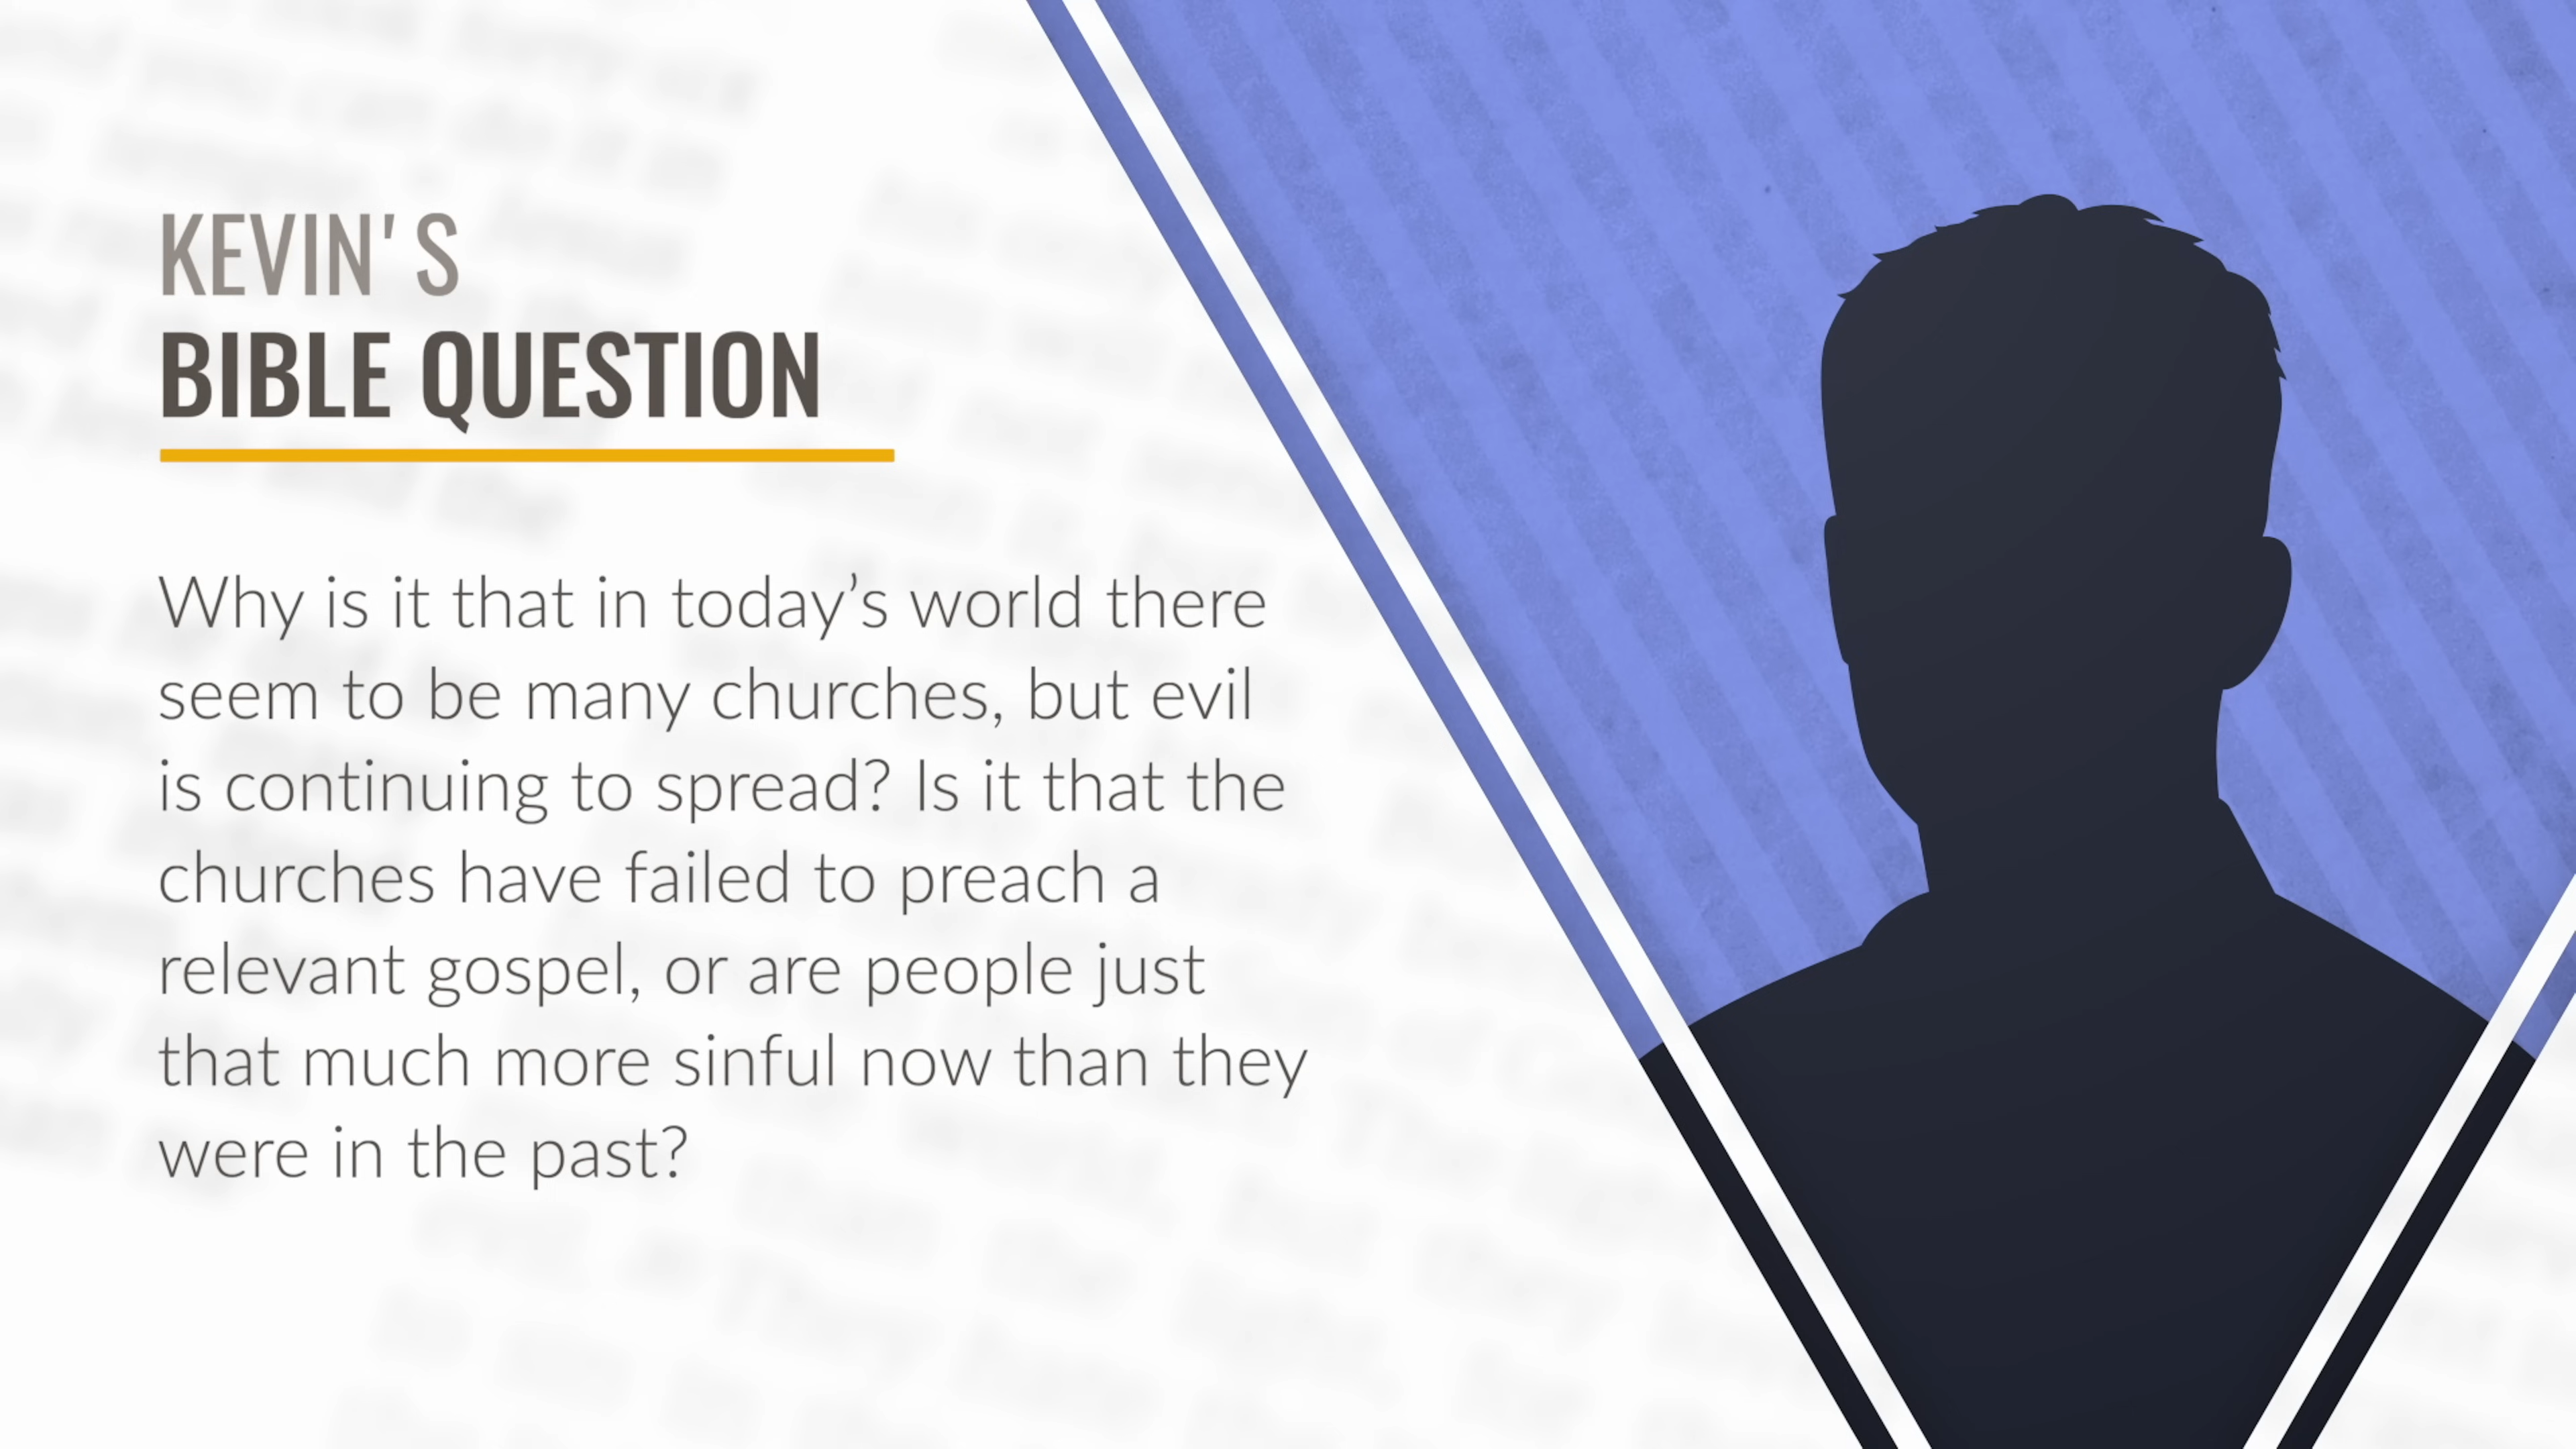 KEVIN'S
BIBLE QUESTION
Why is it that in today’s world there
seem to be many churches, but evil
is continuing to spread? Is it that the
churches have failed to preach a
relevant gospel, or are people just
that much more sinful now than they
were in the past?